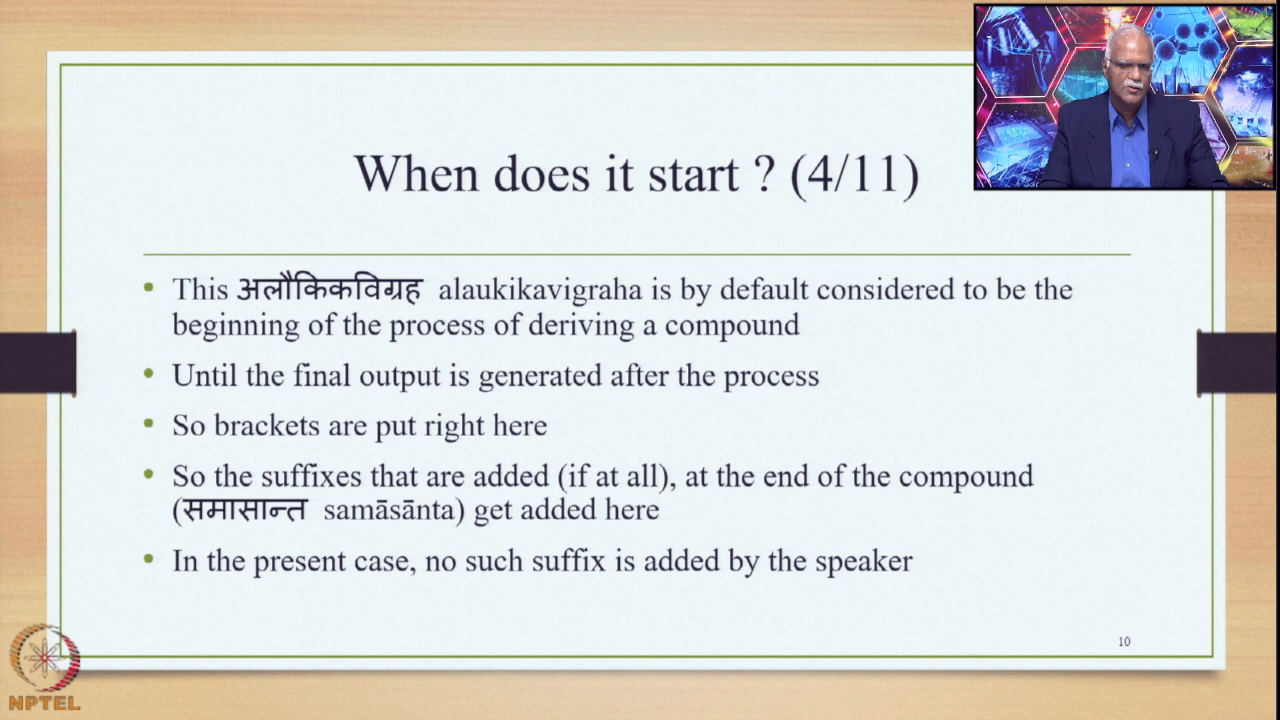 When does it start ? (4/11)
• This अलौकिकविग्रह alaukikavigraha is by default considered to be the
beginning of the process of deriving a compound
• Until the final output is generated after the process
• So brackets are put right here
• So the suffixes that are added (if at all), at the end of the compound
(समासान्त samāsānta) get added here
• In the present case, no such suffix is added by the speaker
10
NPTEL